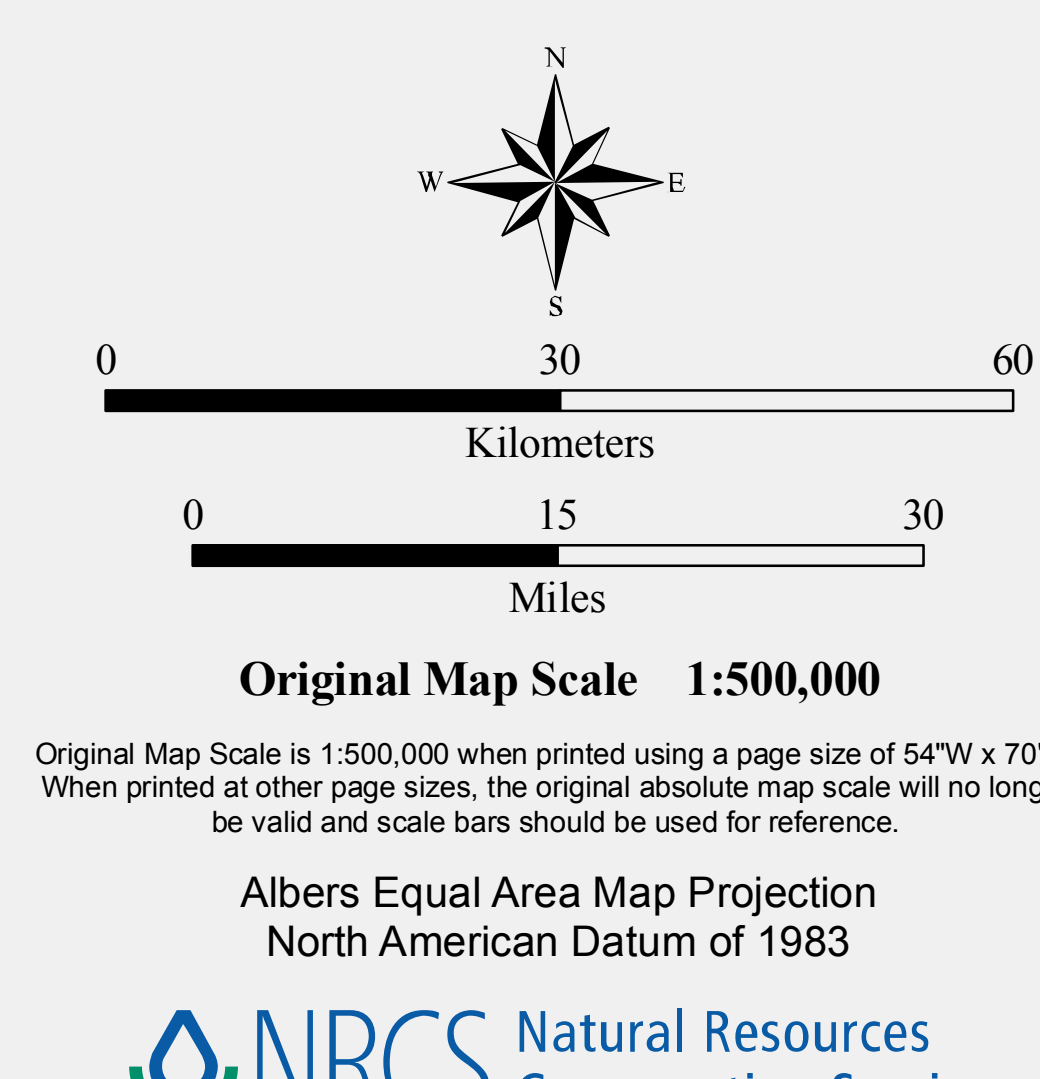 N
W E
S
0 30 60
Kilometers
0 15 30
Miles
Original Map Scale 1:500,000
Original Map Scale is 1:500,000 when printed using a page size of 54"W x 70"
When printed at other page sizes, the original absolute map scale will no long
be valid and scale bars should be used for reference.
Albers Equal Area Map Projection
North American Datum of 1983
NRCS Natural Resources